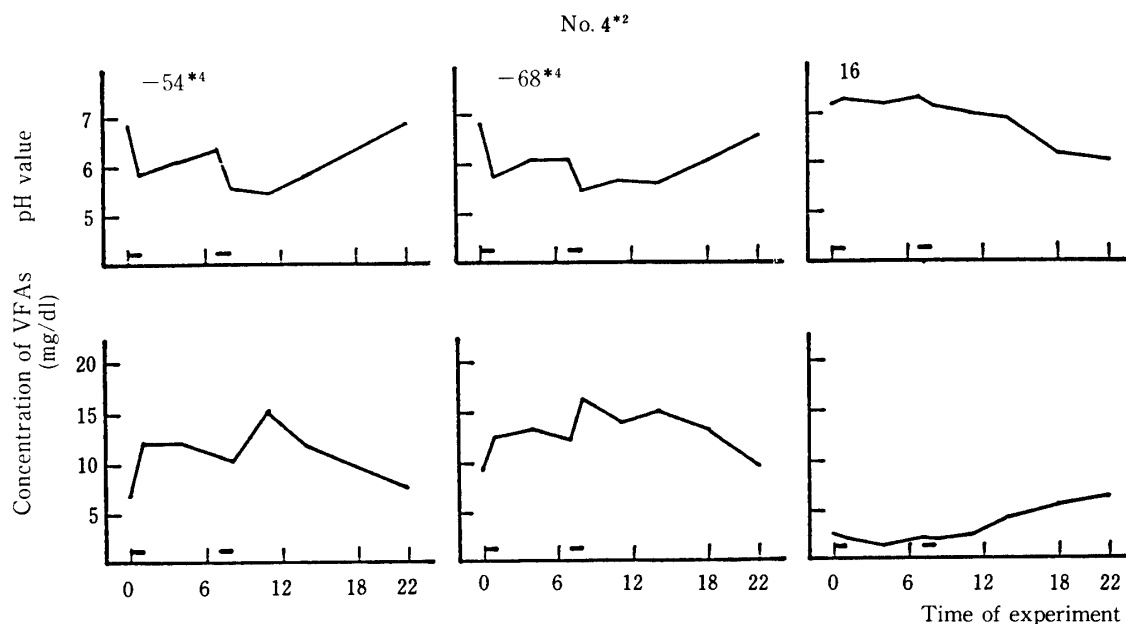 No. 4*2
-54*4
-68*4
16
pH value
7
6
5
Concentration of VFAs
(mg/dl)
20
15
10
5
0 6 12 18 22
0 6 12 18 22
0 6 12 18 22
Time of experiment